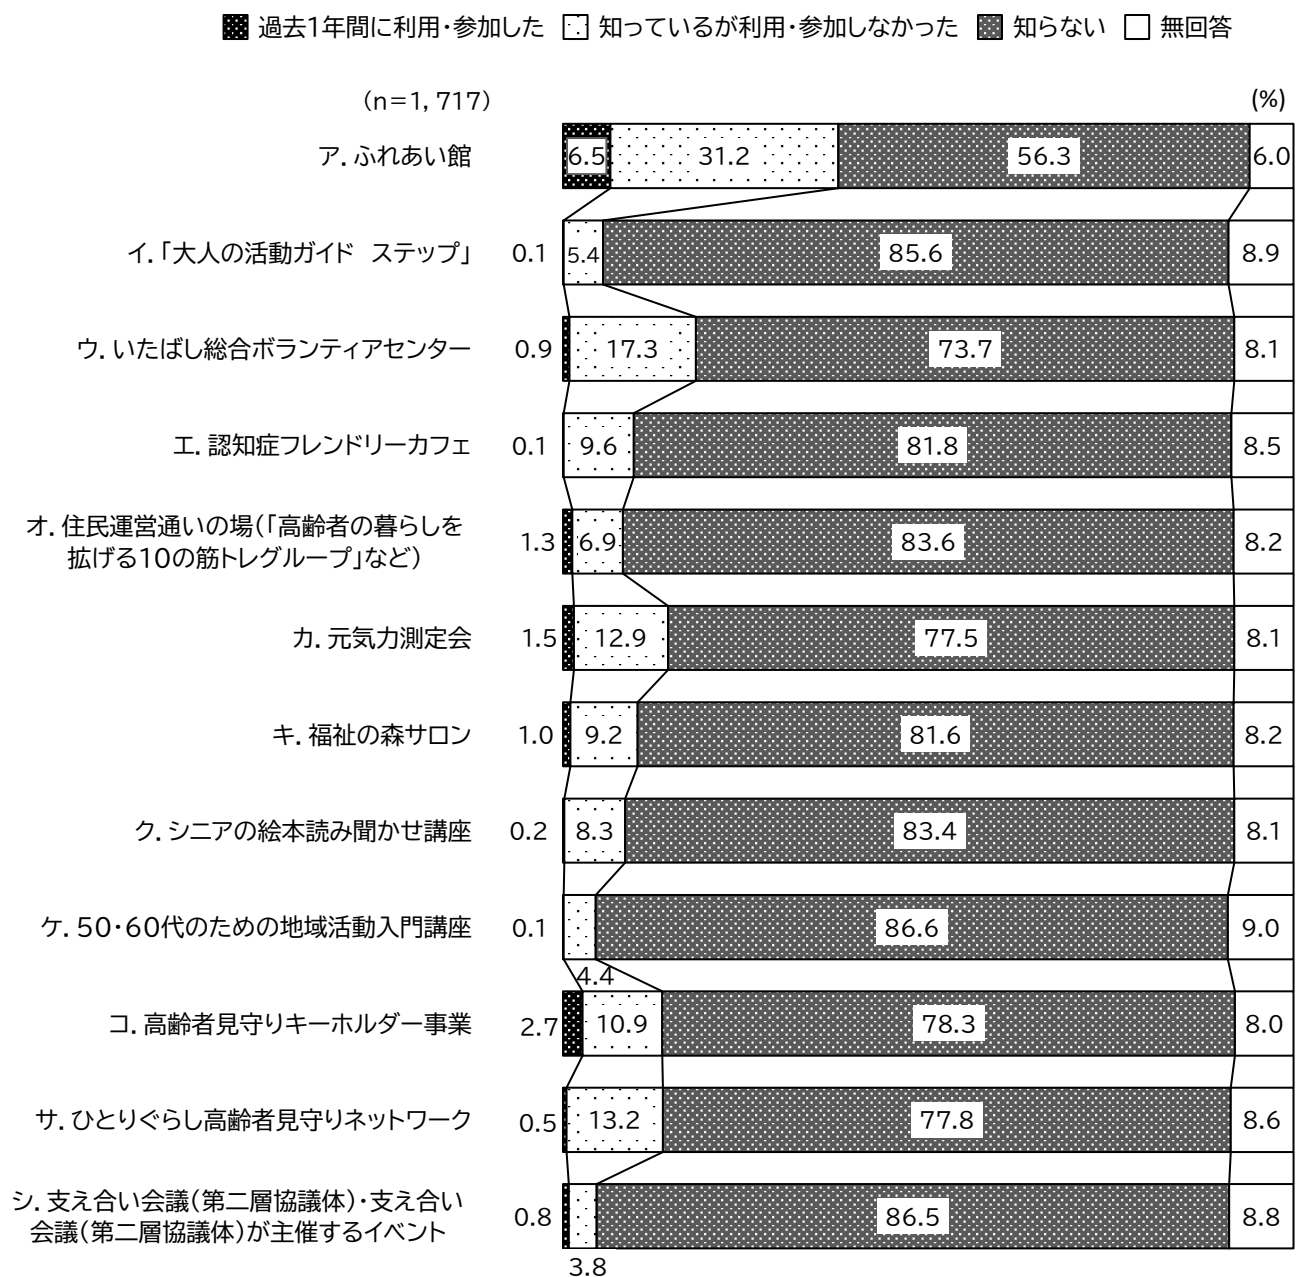 過去1年間に利用・参加した 知っているが利用・参加しなかった 知らない 無回答
(n=1,717) (%)
ア. ふれあい館 6.5 31.2 56.3 6.0
イ. 「大人の活動ガイド ステップ」 0.1 5.4 85.6 8.9
ウ. いたばし総合ボランティアセンター 0.9 17.3 73.7 8.1
エ. 認知症フレンドリーカフェ 0.1 9.6 81.8 8.5
オ. 住民運営通いの場(「高齢者の暮らしを
拡げる10の筋トレグループ」など) 1.3 6.9 83.6 8.2
カ. 元気力測定会 1.5 12.9 77.5 8.1
キ. 福祉の森サロン 1.0 9.2 81.6 8.2
ク. シニアの絵本読み聞かせ講座 0.2 8.3 83.4 8.1
ケ. 50・60代のための地域活動入門講座 0.1 86.6 9.0
4.4
コ. 高齢者見守りキーホルダー事業 2.7 10.9 78.3 8.0
サ. ひとりぐらし高齢者見守りネットワーク 0.5 13.2 77.8 8.6
シ. 支え合い会議(第二層協議体)・支え合い
会議(第二層協議体)が主催するイベント 0.8 86.5 8.8
3.8